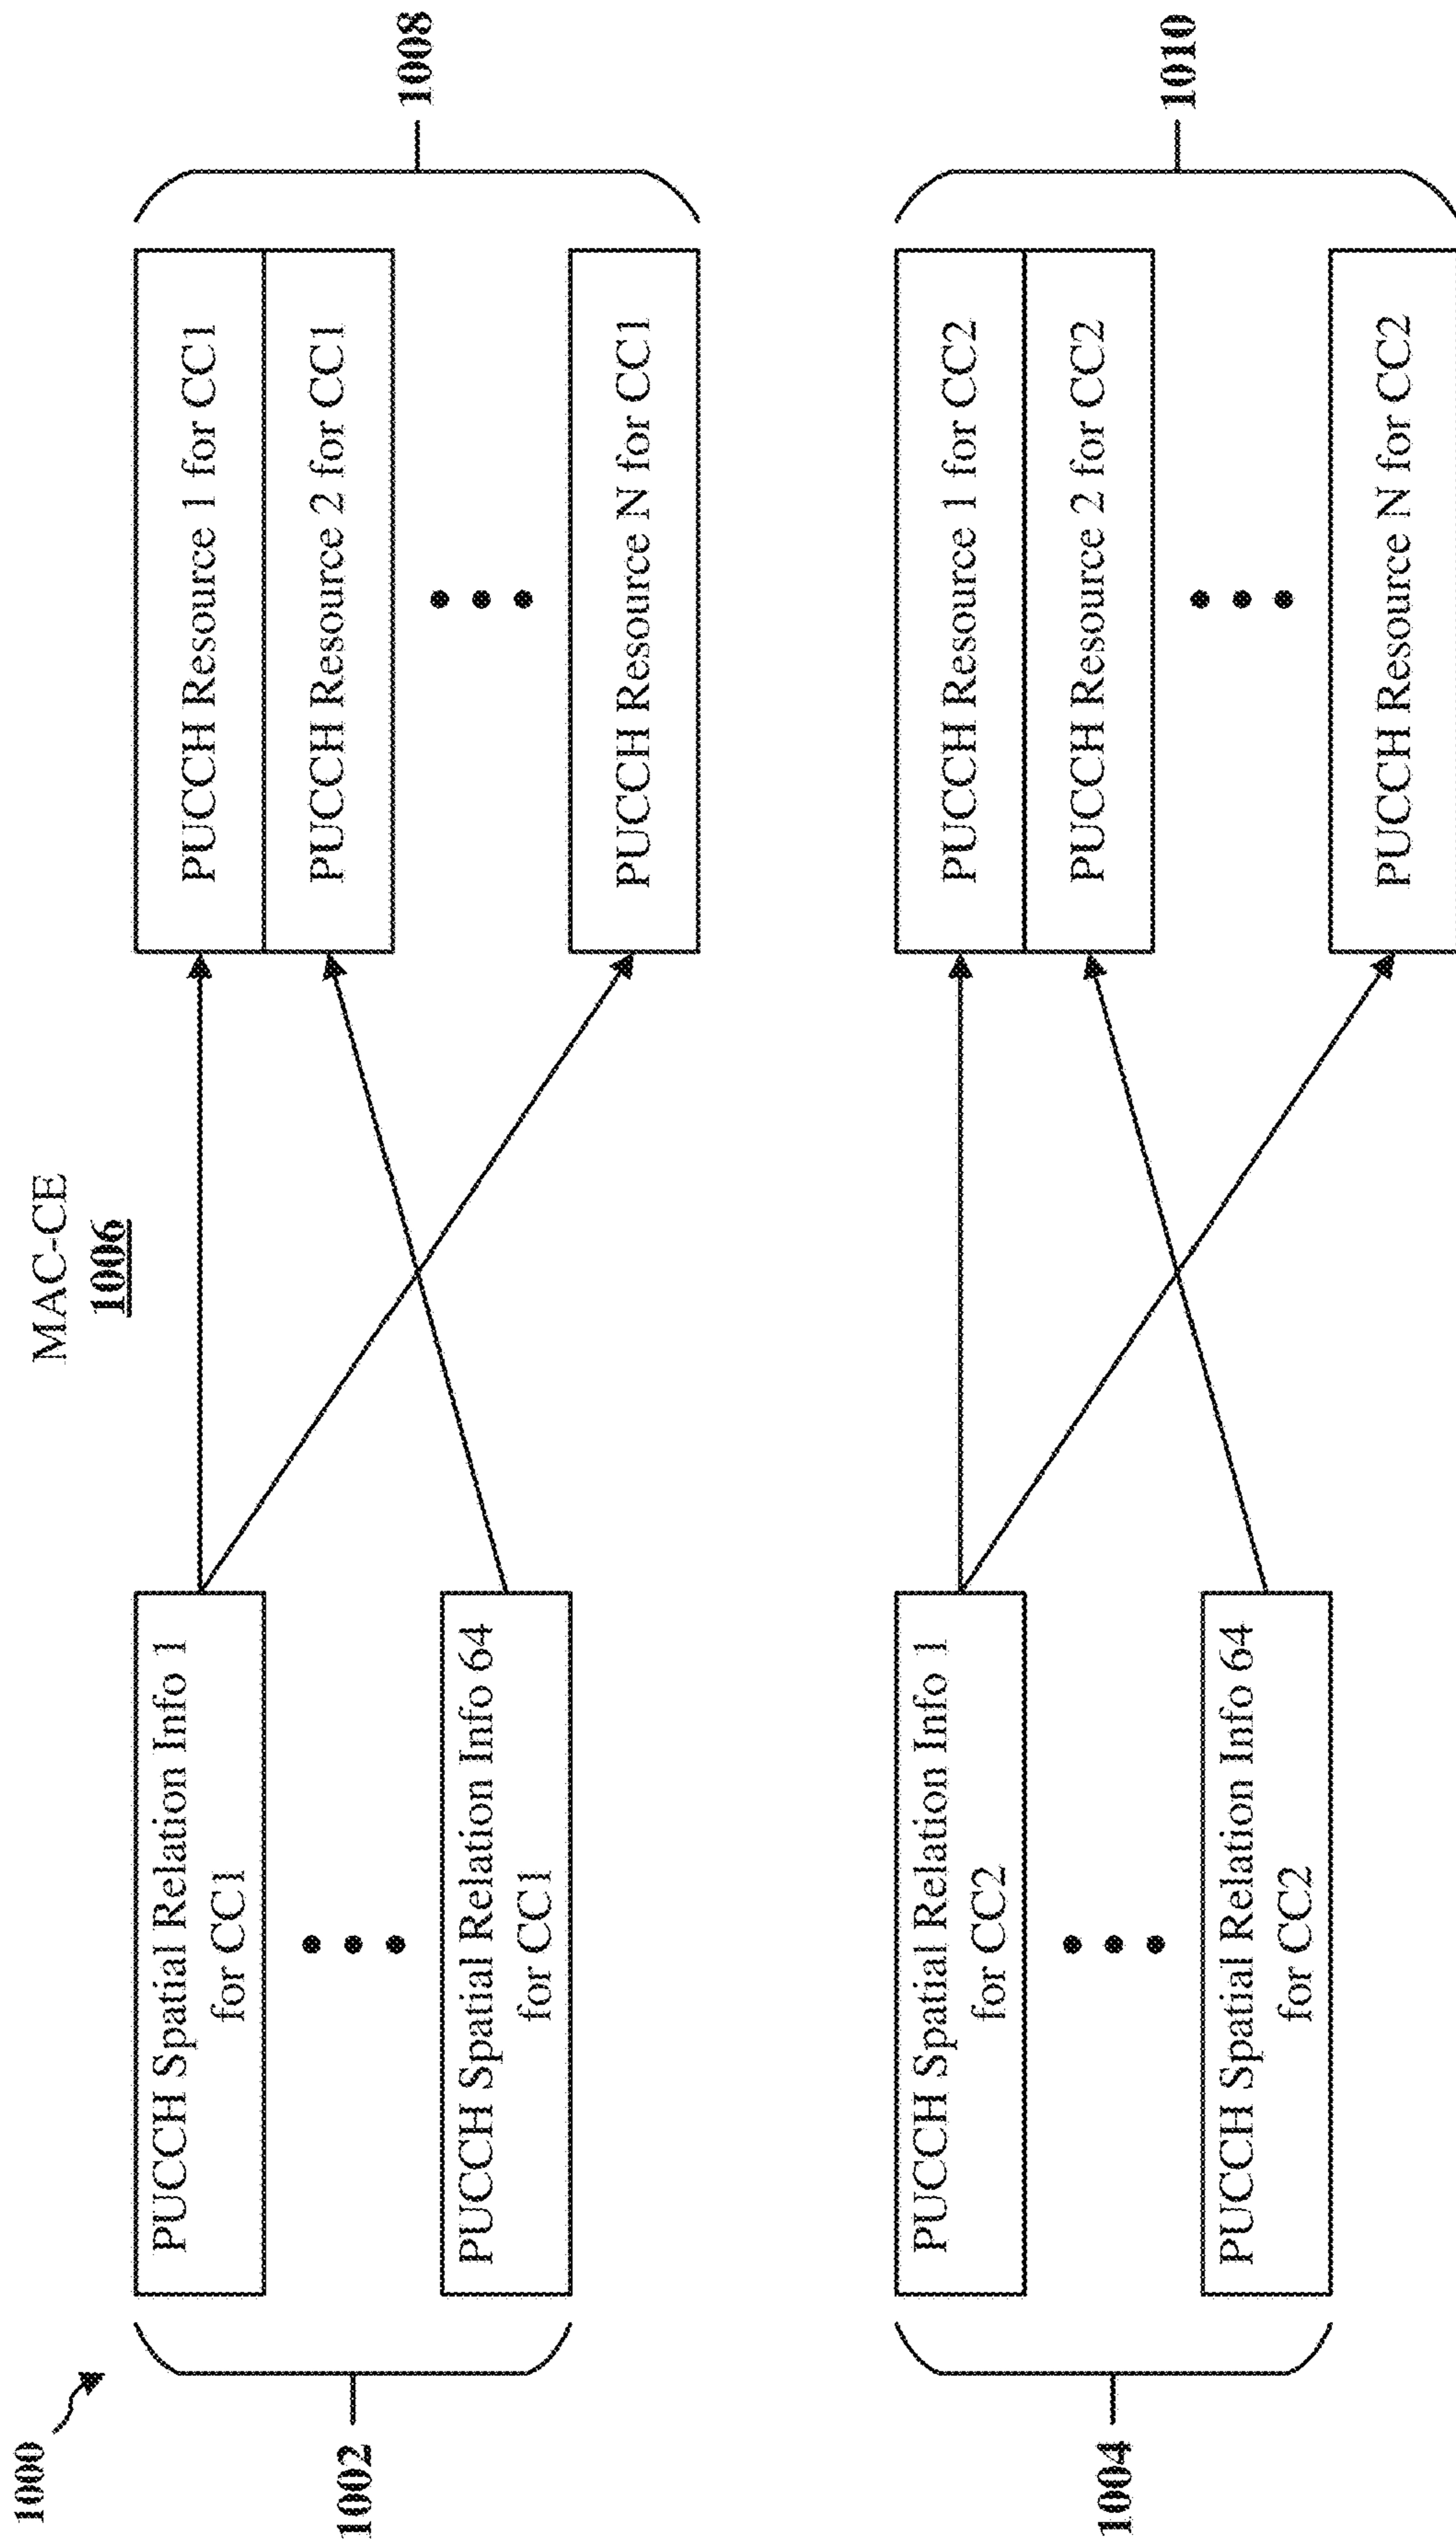 1000
MAC-CE
1006
1002
PUCCH Spatial Relation Info 1
for CC1
PUCCH Spatial Relation Info 64
for CC1
PUCCH Resource 1 for CC1
PUCCH Resource 2 for CC1
PUCCH Resource N for CC1
1008
1004
PUCCH Spatial Relation Info 1
for CC2
PUCCH Spatial Relation Info 64
for CC2
PUCCH Resource 1 for CC2
PUCCH Resource 2 for CC2
PUCCH Resource N for CC2
1010